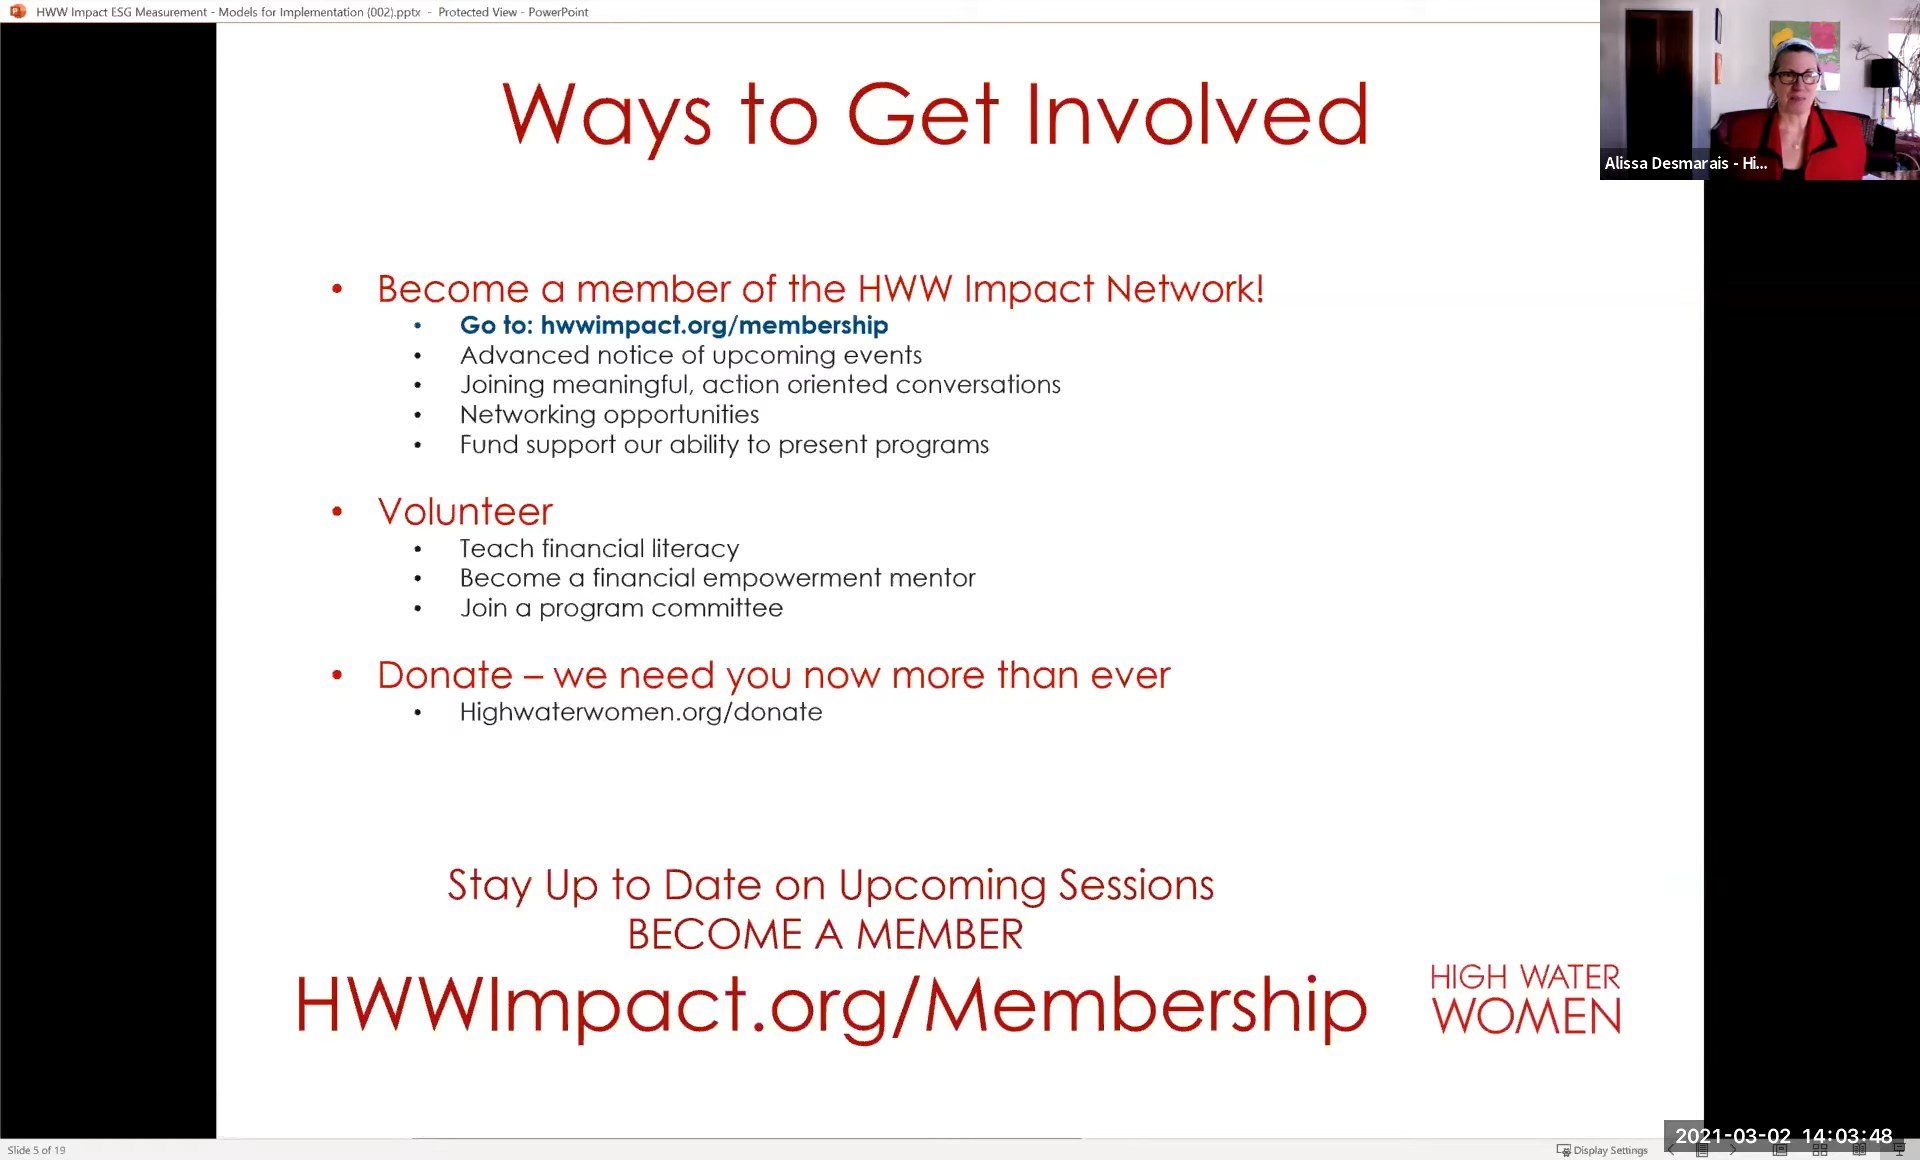 HWW Impact ESG Measurement - Models for Implementation (002).pptx - Protected View - PowerPoint
Alissa Desmarais - Hi...
Ways to Get Involved
• Become a member of the HWW Impact Network!
• Go to: hwwimpact.org/membership
• Advanced notice of upcoming events
• Joining meaningful, action oriented conversations
• Networking opportunities
• Fund support our ability to present programs
• Volunteer
• Teach financial literacy
• Become a financial empowerment mentor
• Join a program committee
• Donate – we need you now more than ever
• Highwaterwomen.org/donate
Stay Up to Date on Upcoming Sessions
BECOME A MEMBER
HWWImpact.org/Membership
HIGH WATER
WOMEN
2021-03-02 14:03:48
Slide 5 of 19
Display Settings